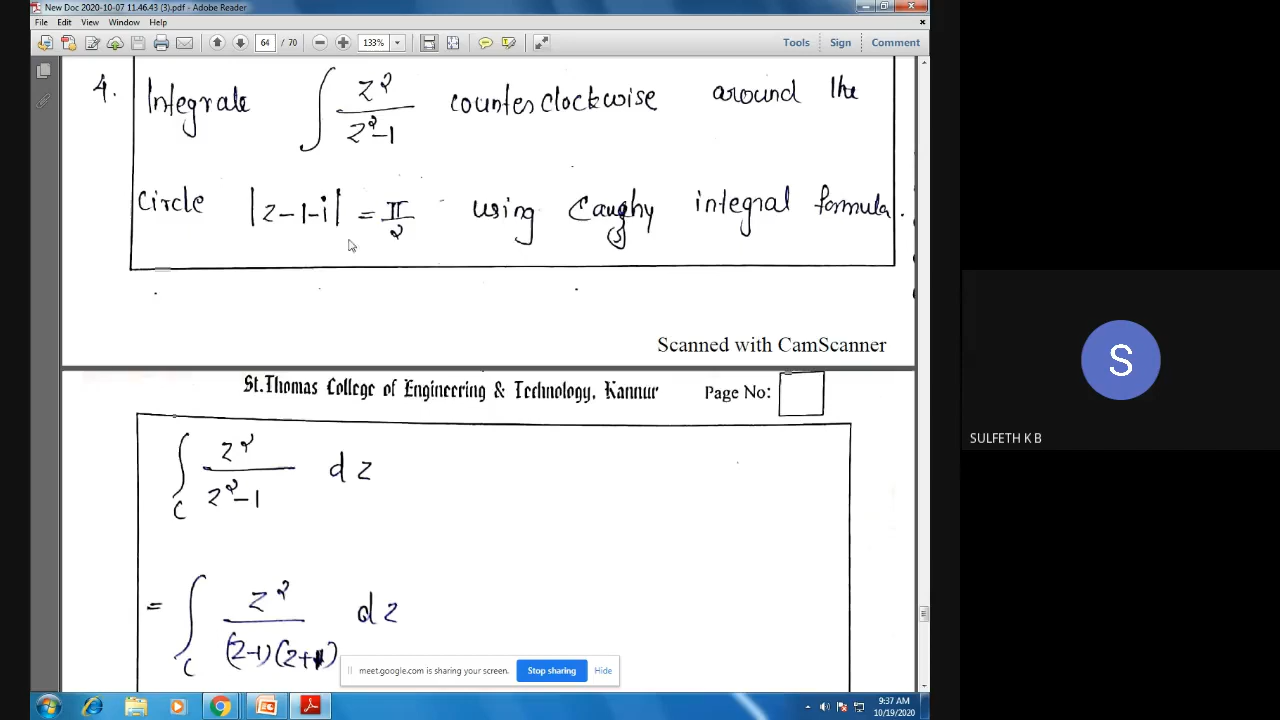 New Doc 2020-10-07 11.46.43 (3).pdf - Adobe Reader
File Edit View Window Help
64 / 70 133% Tools Sign Comment
4. Integrate ∫ z²/(z²-1) counterclockwise around the
circle |z-1-i| = π/2 using Cauchy integral formula.
Scanned with CamScanner
St.Thomas College of Engineering & Technology, Kannur Page No:
∫_C z²/(z²-1) dz
= ∫_C z²/((z-1)(z+1)) dz
meet.google.com is sharing your screen. Stop sharing Hide
S
SULFETH K B
9:37 AM
10/19/2020